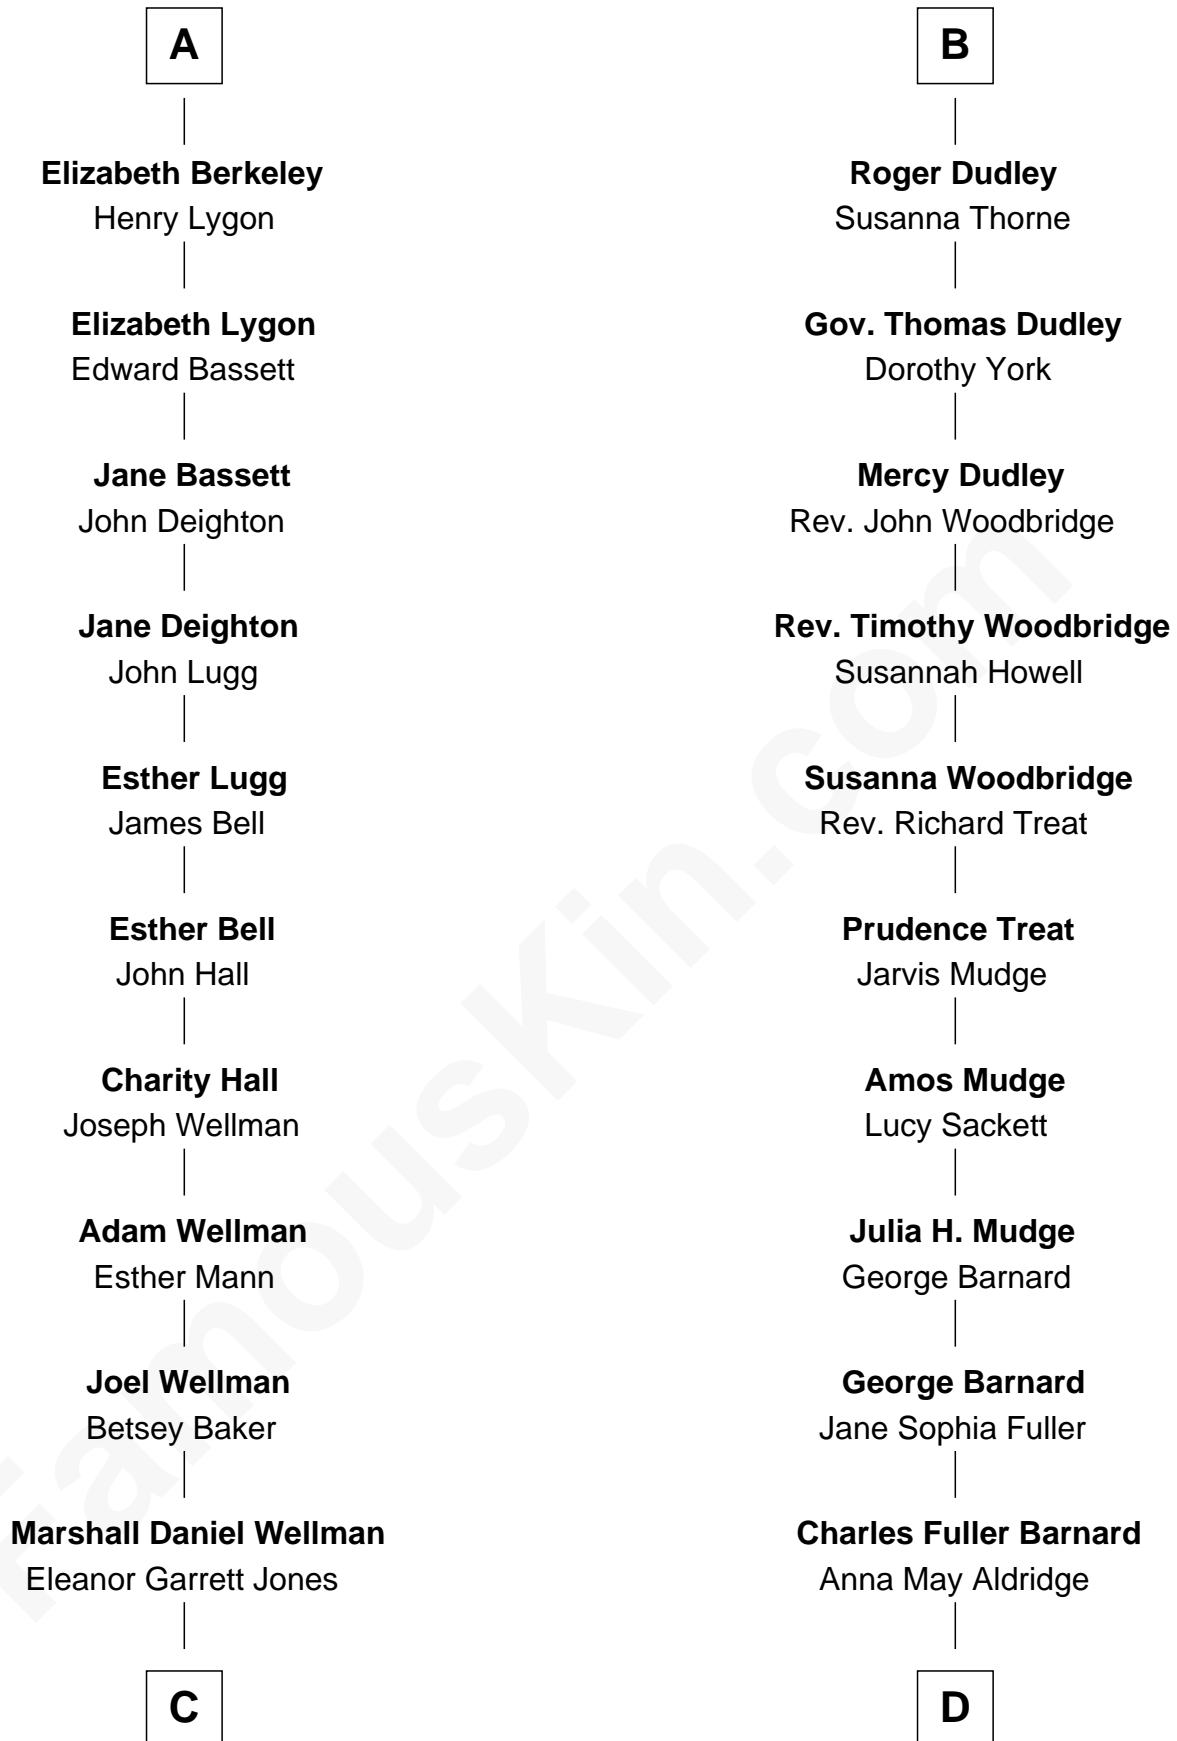 A
Elizabeth Berkeley
Henry Lygon
Elizabeth Lygon
Edward Bassett
Jane Bassett
John Deighton
Jane Deighton
John Lugg
Esther Lugg
James Bell
Esther Bell
John Hall
Charity Hall
Joseph Wellman
Adam Wellman
Esther Mann
Joel Wellman
Betsey Baker
Marshall Daniel Wellman
Eleanor Garrett Jones
C
B
Roger Dudley
Susanna Thorne
Gov. Thomas Dudley
Dorothy York
Mercy Dudley
Rev. John Woodbridge
Rev. Timothy Woodbridge
Susannah Howell
Susanna Woodbridge
Rev. Richard Treat
Prudence Treat
Jarvis Mudge
Amos Mudge
Lucy Sackett
Julia H. Mudge
George Barnard
George Barnard
Jane Sophia Fuller
Charles Fuller Barnard
Anna May Aldridge
D
FamousKin.com